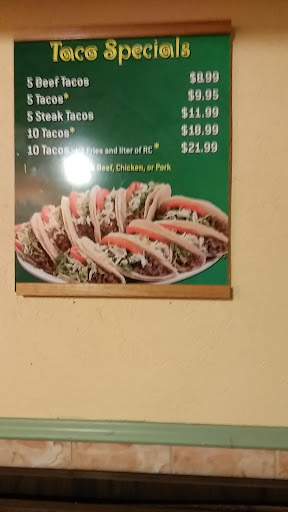 Taco Specials
5 Beef Tacos $8.99
5 Tacos* $9.95
5 Steak Tacos $11.99
10 Tacos* $18.99
10 Tacos Fries and liter of RC* $21.99
Beef, Chicken, or Pork